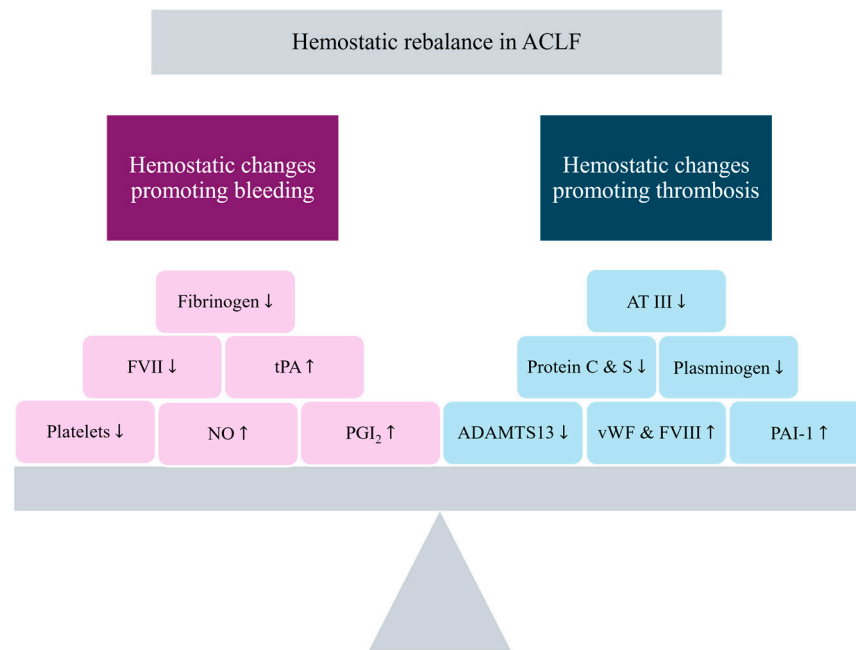 Hemostatic rebalance in ACLF
Hemostatic changes
promoting bleeding
Hemostatic changes
promoting thrombosis
Fibrinogen ↓
AT III ↓
FVII ↓
tPA ↑
Protein C & S ↓
Plasminogen ↓
Platelets ↓
NO ↑
PGI₂ ↑
ADAMTS13 ↓
vWF & FVIII ↑
PAI-1 ↑